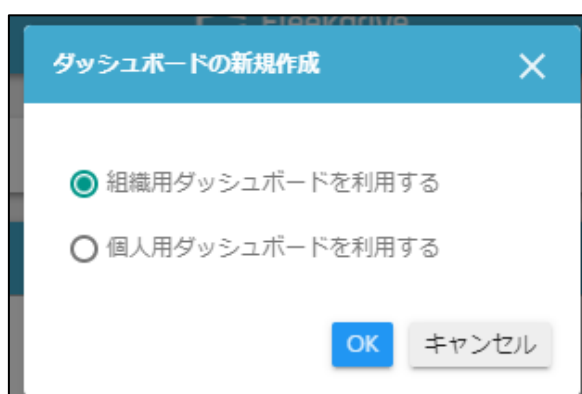 Fleekdrive
ダッシュボードの新規作成
組織用ダッシュボードを利用する
個人用ダッシュボードを利用する
OK キャンセル